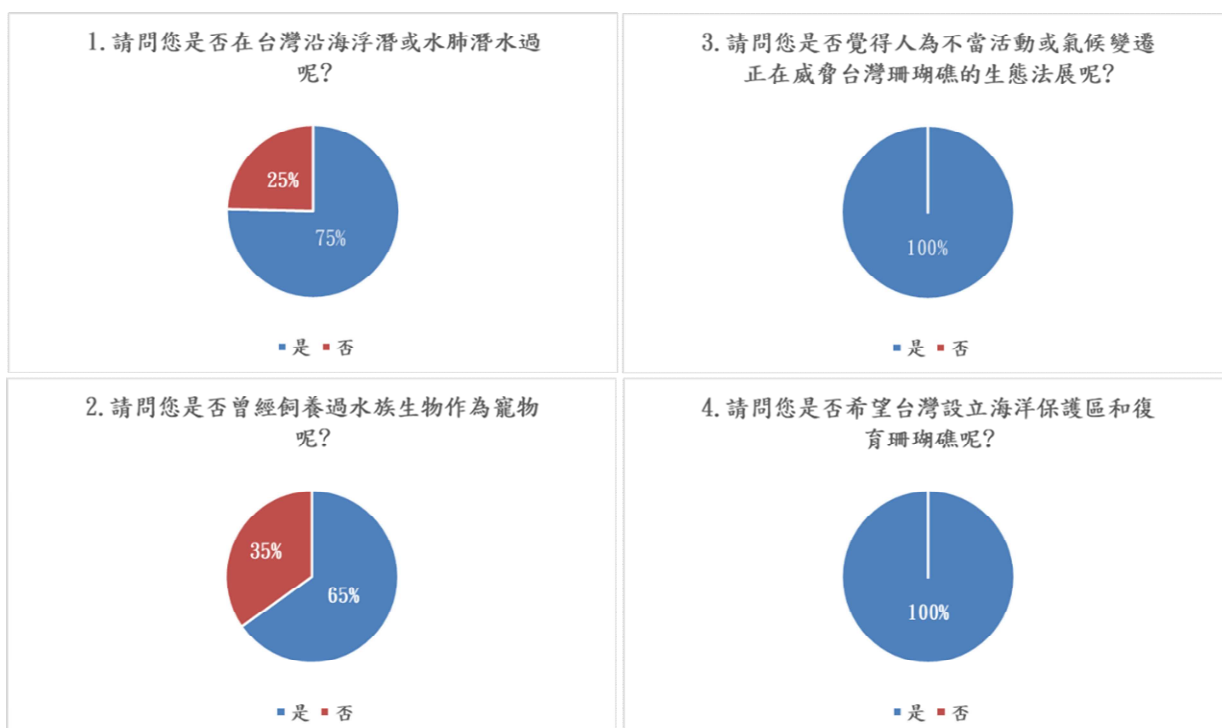 1.請問您是否在台灣沿海浮潛或水肺潛水過
呢?
25%
75%
是 否
3.請問您是否覺得人為不當活動或氣候變遷
正在威脅台灣珊瑚礁的生態法展呢?
100%
是 否
2.請問您是否曾經飼養過水族生物作為寵物
呢?
35%
65%
是 否
4.請問您是否希望台灣設立海洋保護區和復
育珊瑚礁呢?
100%
是 否